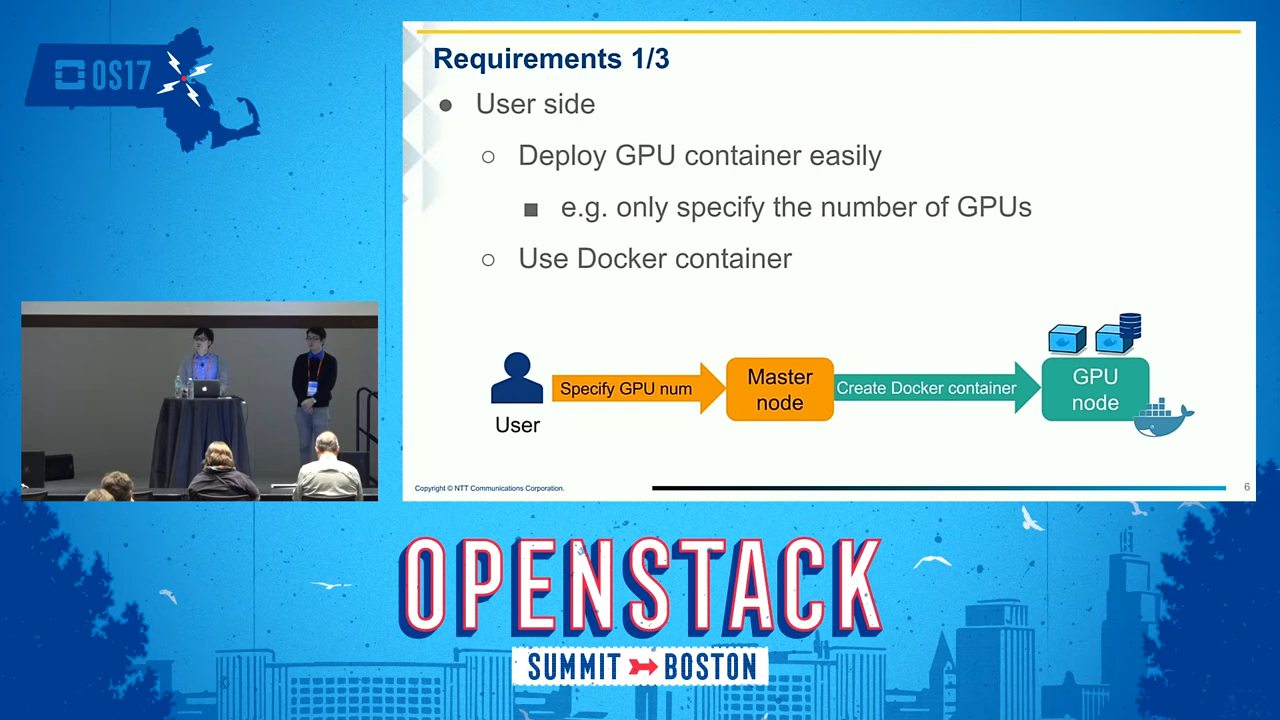 OS17
Requirements 1/3
● User side
○ Deploy GPU container easily
■ e.g. only specify the number of GPUs
○ Use Docker container
User
Specify GPU num
Master
node
Create Docker container
GPU
node
Copyright © NTT Communications Corporation.
6
OPENSTACK
SUMMIT BOSTON